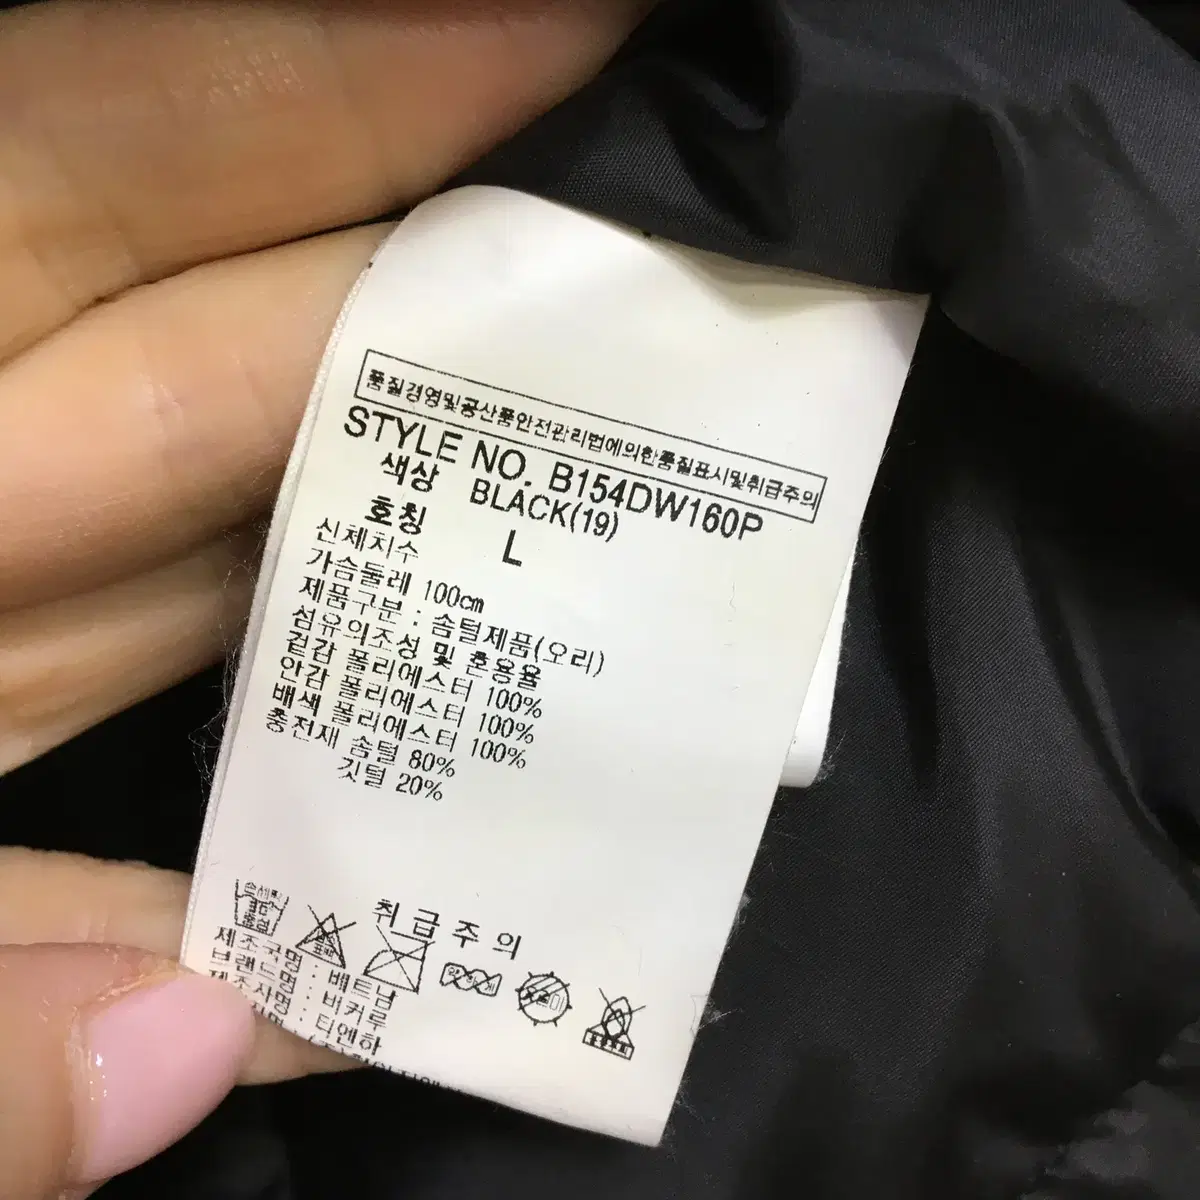 품질경영및공산품안전관리법에의한품질표시및취급주의
STYLE NO. B154DW160P
색상 BLACK(19)
호칭 L
신체치수
가슴둘레 100cm
제품구분 : 솜털제품(오리)
섬유의조성 및 혼용율
겉감 폴리에스터 100%
안감 폴리에스터 100%
배색 폴리에스터 100%
충전재 솜털 80%
깃털 20%
취급주의
제조국명 : 베트남
브랜드명 : 버커루
제조사명 : 티엔하